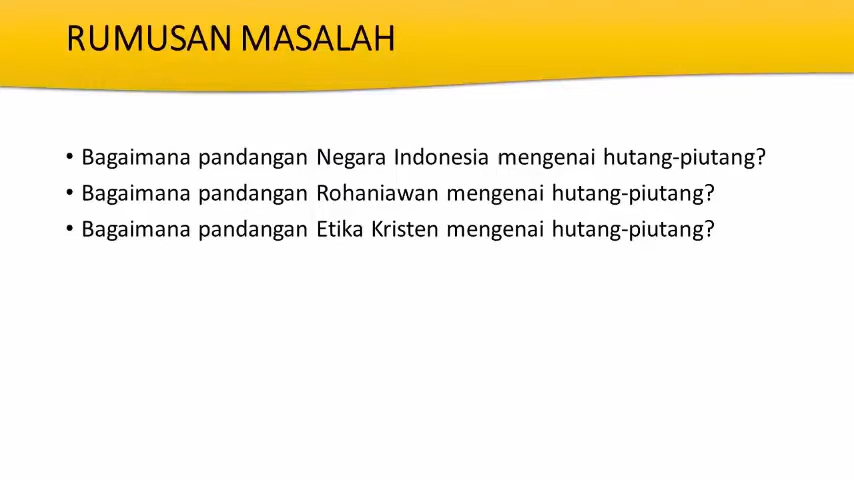 RUMUSAN MASALAH
• Bagaimana pandangan Negara Indonesia mengenai hutang-piutang?
• Bagaimana pandangan Rohaniawan mengenai hutang-piutang?
• Bagaimana pandangan Etika Kristen mengenai hutang-piutang?